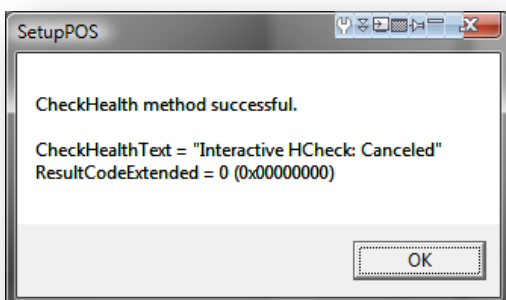 SetupPOS
CheckHealth method successful.
CheckHealthText = "Interactive HCheck: Canceled"
ResultCodeExtended = 0 (0x00000000)
OK